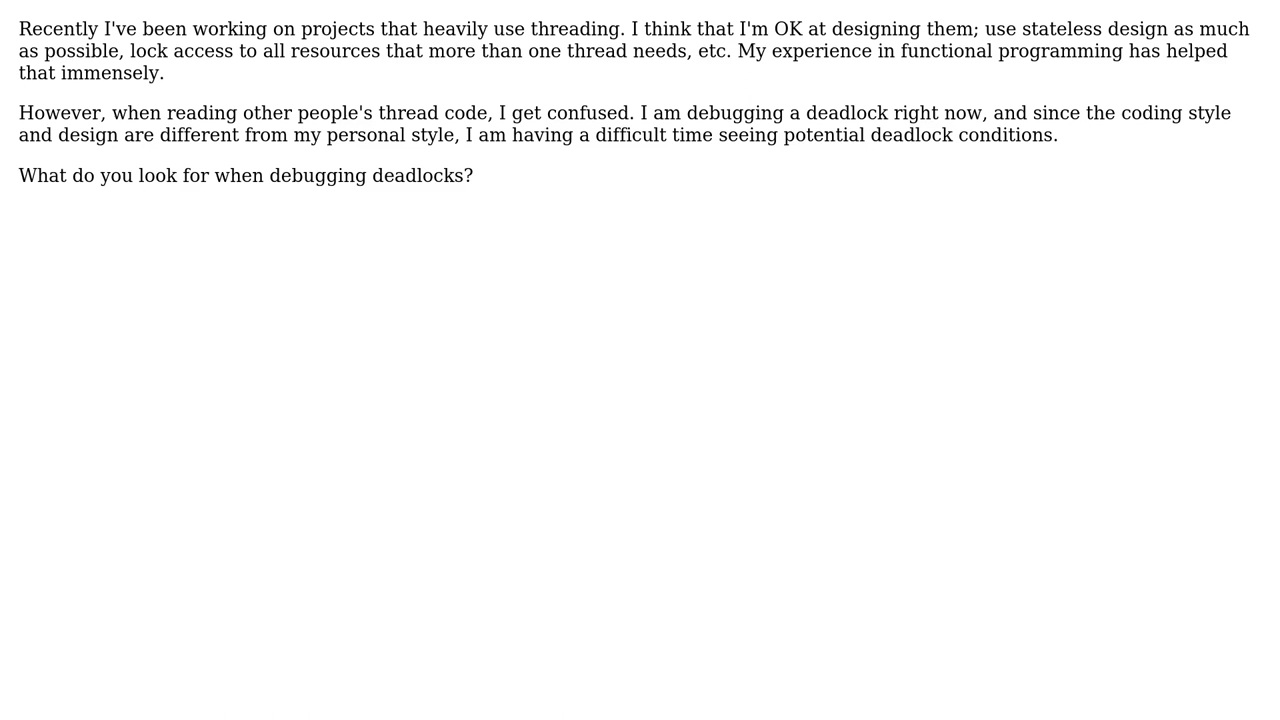 Recently I've been working on projects that heavily use threading. I think that I'm OK at designing them; use stateless design as much
as possible, lock access to all resources that more than one thread needs, etc. My experience in functional programming has helped
that immensely.
However, when reading other people's thread code, I get confused. I am debugging a deadlock right now, and since the coding style
and design are different from my personal style, I am having a difficult time seeing potential deadlock conditions.
What do you look for when debugging deadlocks?